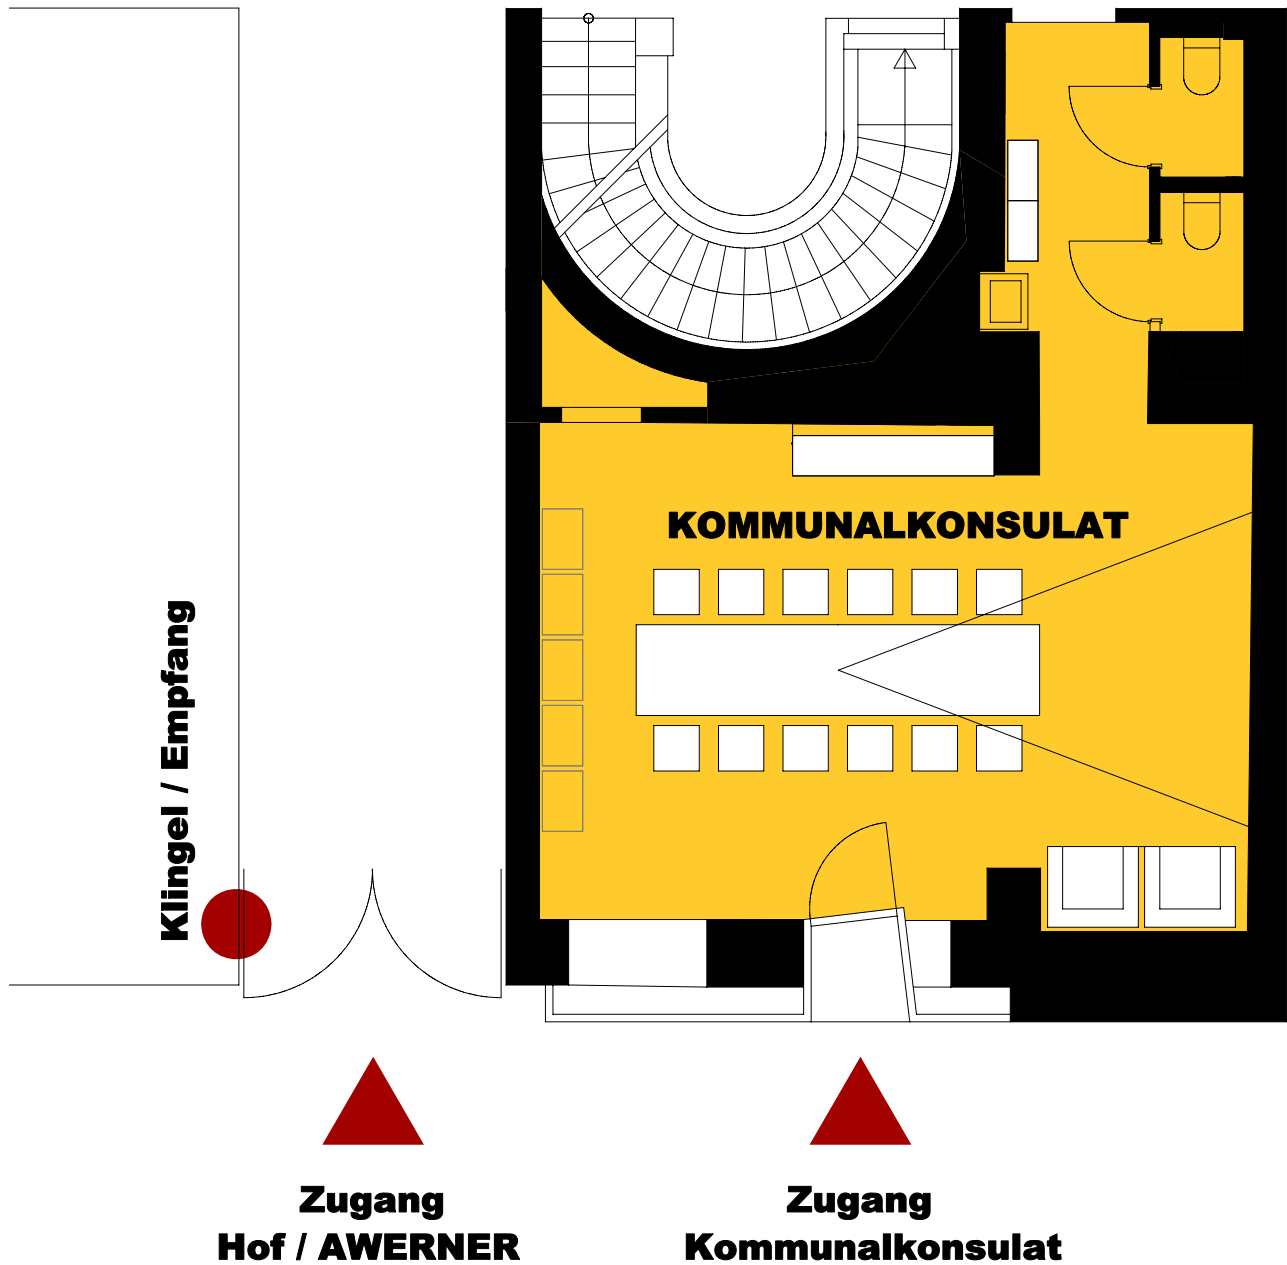 KOMMUNALKONSULAT
Klingel / Empfang
Zugang
Hof / AWERNER
Zugang
Kommunalkonsulat